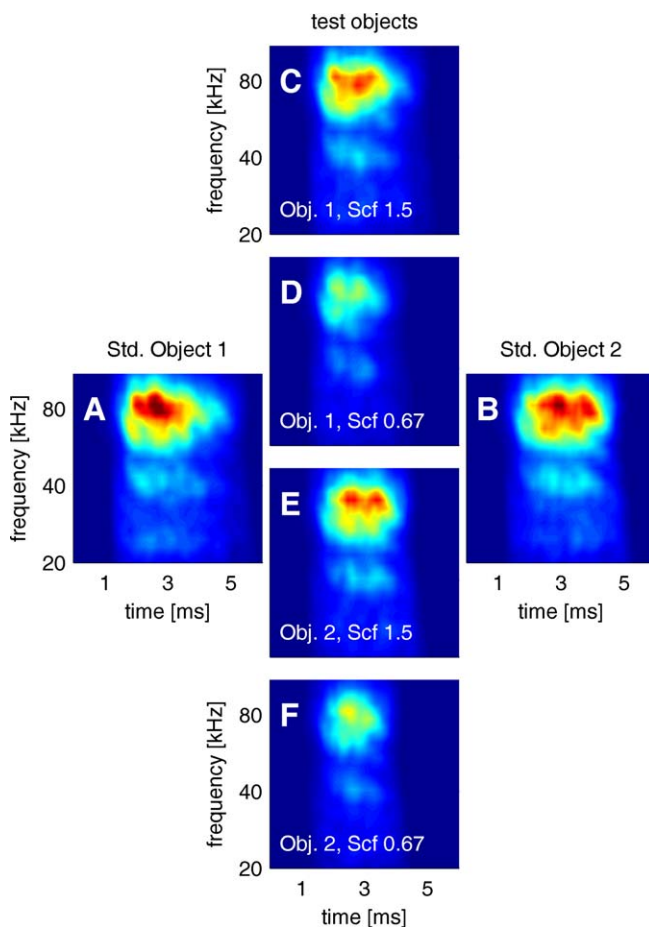 test objects
frequency [kHz]
80
40
20
C
Obj. 1, Scf 1.5
D
Obj. 1, Scf 0.67
Std. Object 1
frequency [kHz]
80
40
20
A
1 3 5
time [ms]
E
Obj. 2, Scf 1.5
Std. Object 2
B
1 3 5
time [ms]
frequency [kHz]
80
40
20
F
Obj. 2, Scf 0.67
1 3 5
time [ms]